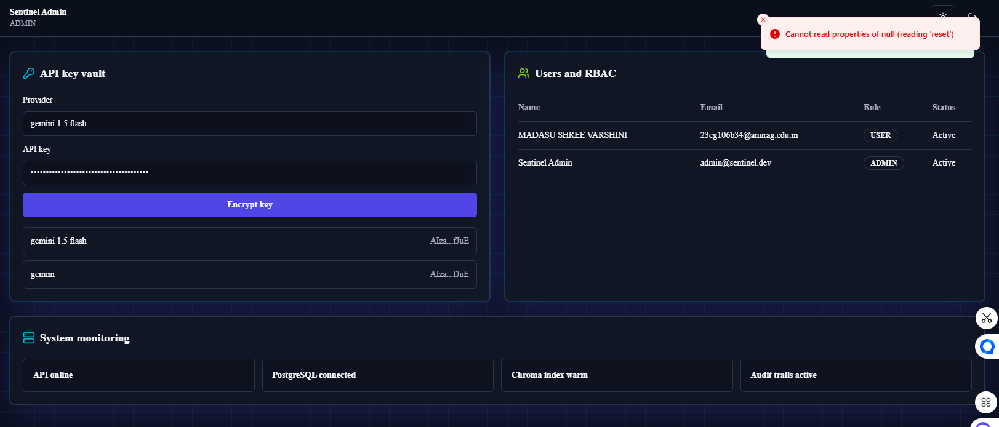 Sentinel Admin
ADMIN
Cannot read properties of null (reading 'reset')
API key vault
Provider
gemini 1.5 flash
API key
••••••••••••••••••••••••••••••••••••••
Encrypt key
gemini 1.5 flash AIza...fJuE
gemini AIza...fJuE
Users and RBAC
Name Email Role Status
MADASU SHREE VARSHINI 23eg106b34@anurag.edu.in USER Active
Sentinel Admin admin@sentinel.dev ADMIN Active
System monitoring
API online PostgreSQL connected Chroma index warm Audit trails active